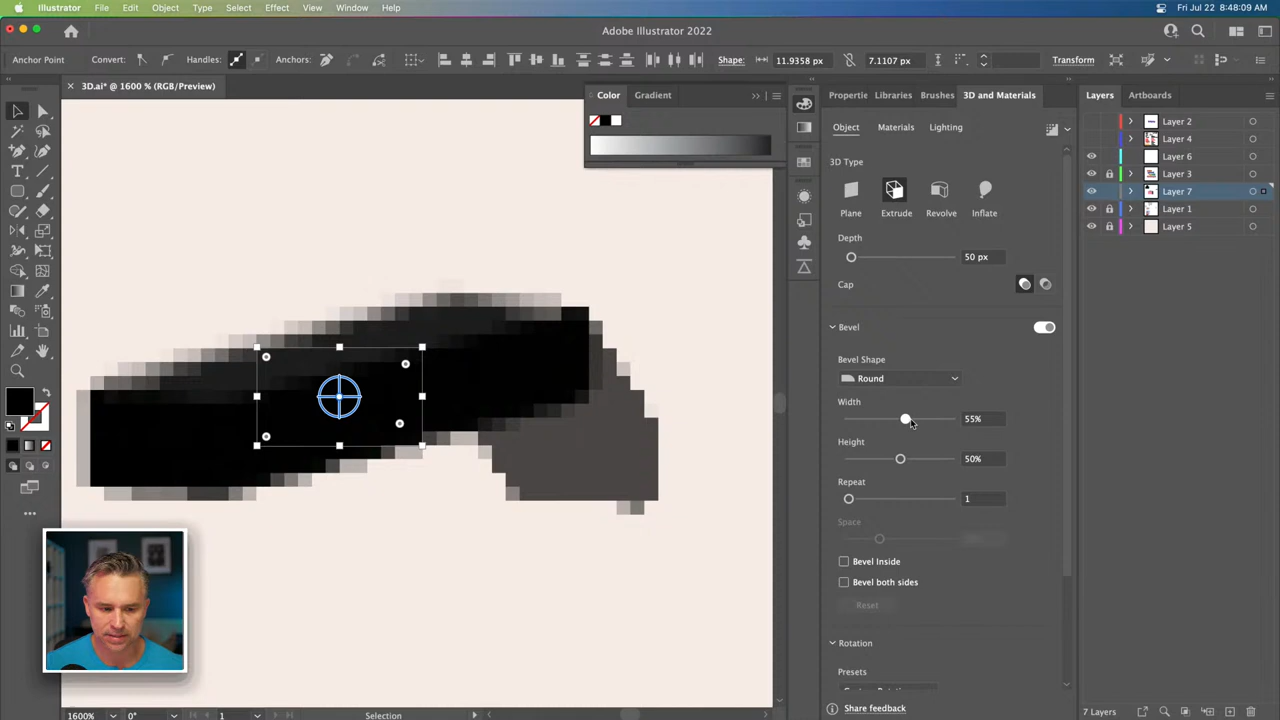 Illustrator File Edit Object Type Select Effect View Window Help Fri Jul 22 8:48:09 AM
Adobe Illustrator 2022
Anchor Point Convert: Handles: Anchors: Shape: 11.9358 px 7.1107 px Transform
3D.ai* @ 1600 % (RGB/Preview)
Color Gradient
Propertie Libraries Brushes 3D and Materials
Layers Artboards
Object Materials Lighting
Layer 2
Layer 4
Layer 6
Layer 3
Layer 7
Layer 1
Layer 5
3D Type
Plane Extrude Revolve Inflate
Depth
50 px
Cap
Bevel
Bevel Shape
Round
Width
55%
Height
50%
Repeat
1
Space
Bevel Inside
Bevel both sides
Reset
Rotation
Presets
Share feedback
1600% 0° 1 Selection
7 Layers